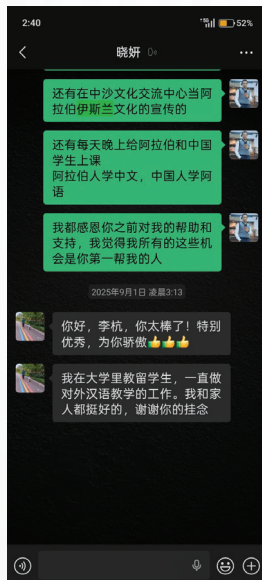 2:40
52%
晓妍
还有在中沙文化交流中心当阿
拉伯伊斯兰文化的宣传的
还有每天晚上给阿拉伯和中国
学生上课
阿拉伯人学中文，中国人学阿
语
我都感恩你之前对我的帮助和
支持，我觉得我所有的这些机
会是你第一帮我的人
2025年9月1日 凌晨3:13
你好，李杭，你太棒了！特别
优秀，为你骄傲👍👍👍
我在大学里教留学生，一直做
对外汉语教学的工作。我和家
人都挺好的，谢谢你的挂念